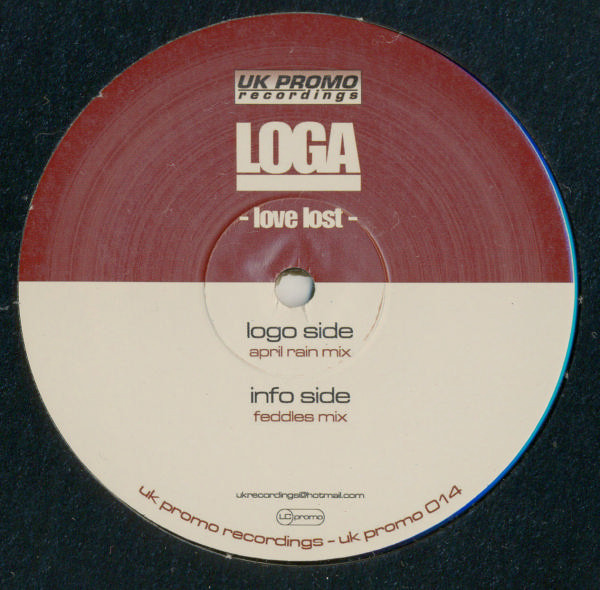 UK PROMO
recordings
LOGA
- love lost -
logo side
april rain mix
info side
feddles mix
ukrecordings@hotmail.com
LC promo
uk promo recordings - uk promo 014